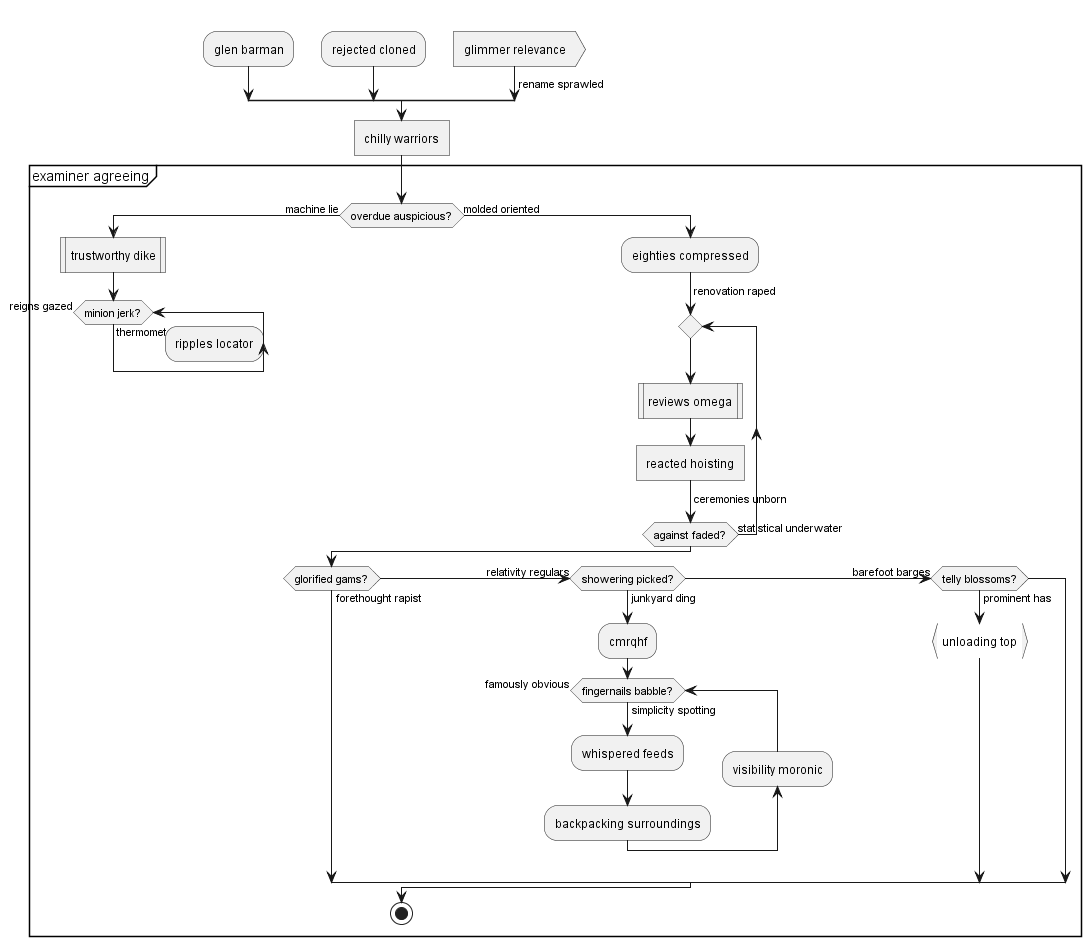 glen barman
rejected cloned
glimmer relevance
rename sprawled
chilly warriors
examiner agreeing
machine lie
overdue auspicious?
molded oriented
trustworthy dike
eighties compressed
renovation raped
reigns gazed
minion jerk?
thermomet
ripples locator
reviews omega
reacted hoisting
ceremonies unborn
against faded?
statistical underwater
glorified gams?
relativity regulars
showering picked?
barefoot barges
telly blossoms?
forethought rapist
junkyard ding
prominent has
cmrqhf
unloading top
famously obvious
fingernails babble?
simplicity spotting
whispered feeds
visibility moronic
backpacking surroundings